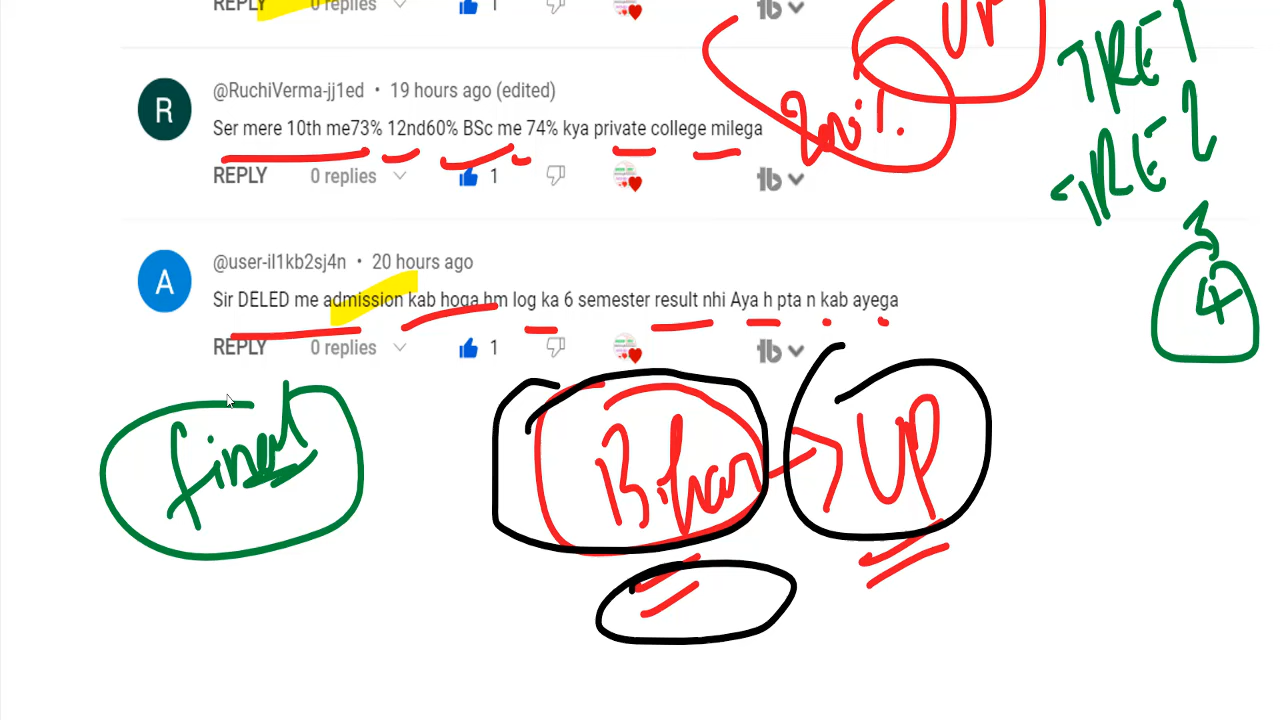 REPLY 0 replies 1
UP
TRE 1
@RuchiVerma-jj1ed • 19 hours ago (edited)
R
Ser mere 10th me73% 12nd60% BSc me 74% kya private college milega
REPLY 0 replies 1
TRE 2
3
4
@user-il1kb2sj4n • 20 hours ago
A
Sir DELED me admission kab hoga hm log ka 6 semester result nhi Aya h pta n kab ayega
REPLY 0 replies 1
final
Bihar
UP